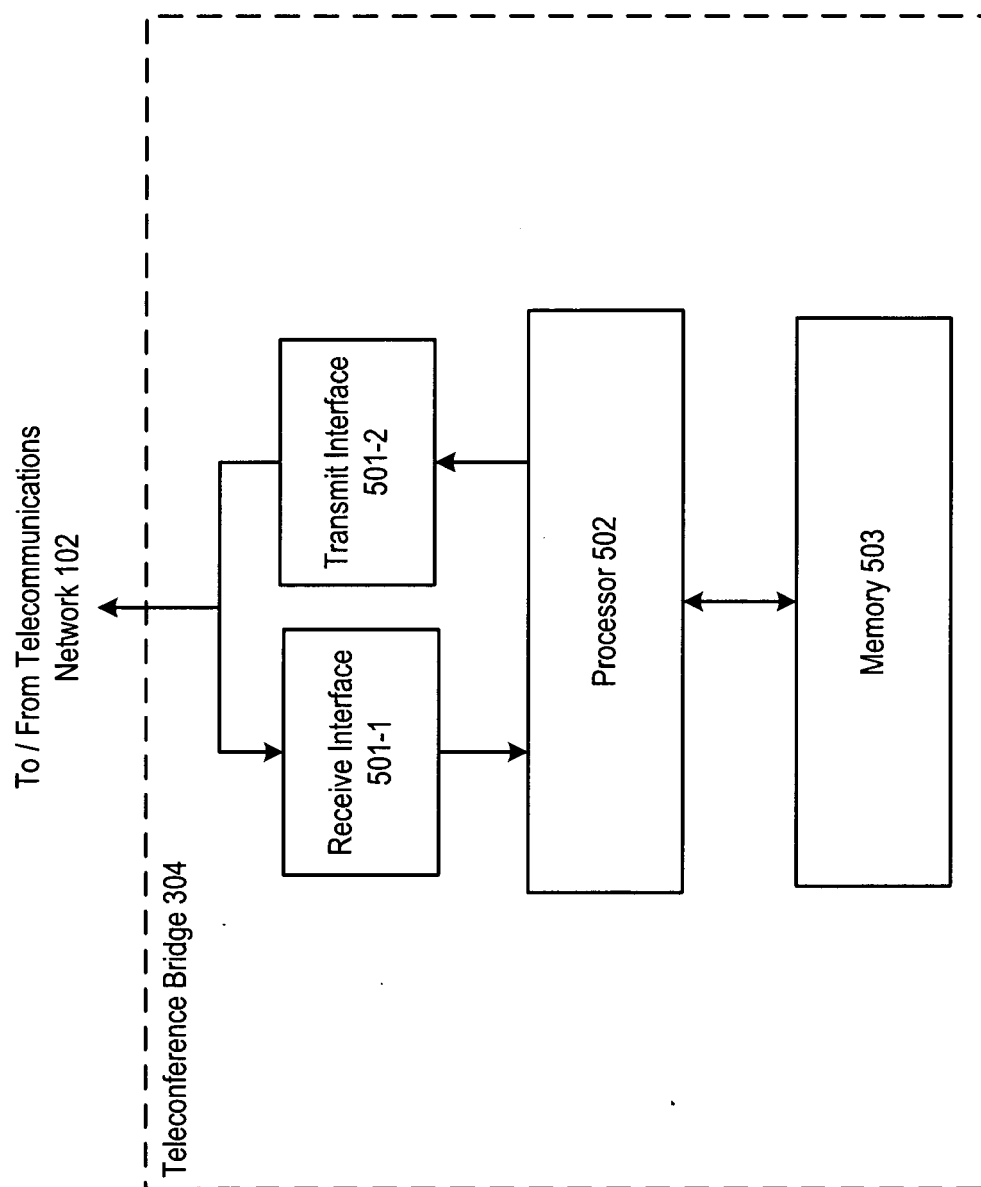 To / From Telecommunications
Network 102
Teleconference Bridge 304
Receive Interface
501-1
Transmit Interface
501-2
Processor 502
Memory 503